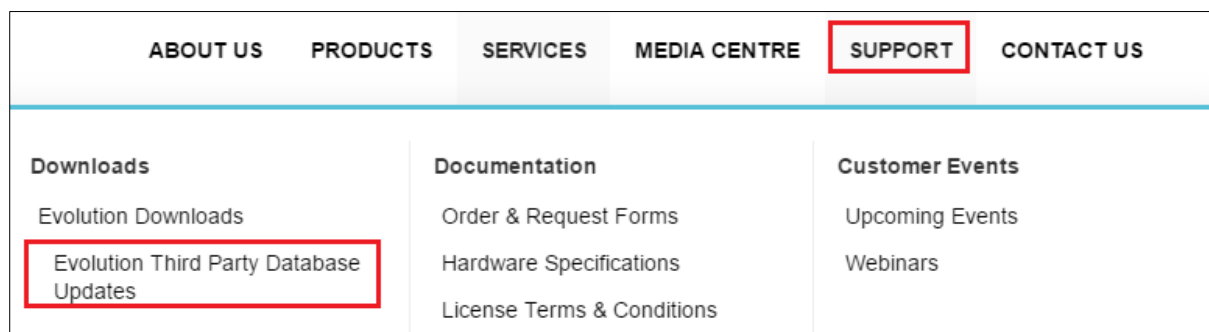 ABOUT US PRODUCTS SERVICES MEDIA CENTRE SUPPORT CONTACT US
Downloads
Evolution Downloads
Evolution Third Party Database
Updates
Documentation
Order & Request Forms
Hardware Specifications
License Terms & Conditions
Customer Events
Upcoming Events
Webinars